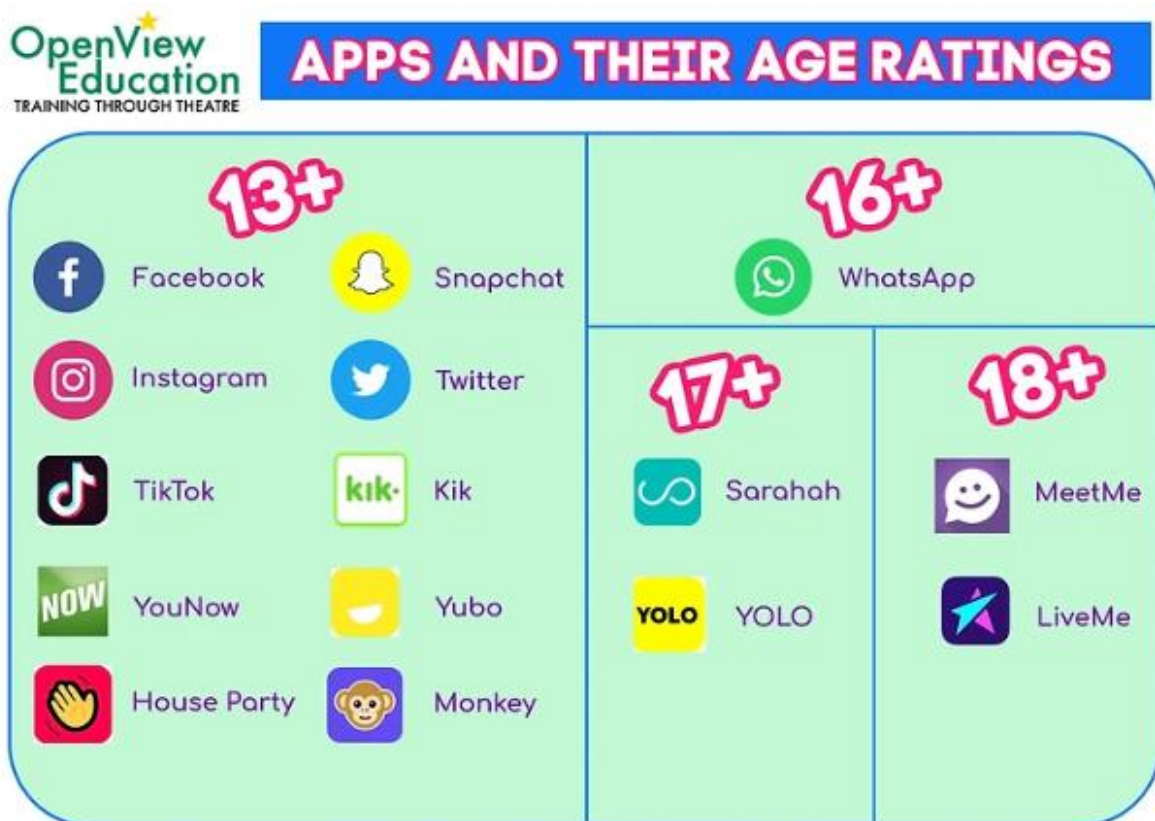 OpenView
Education
TRAINING THROUGH THEATRE
APPS AND THEIR AGE RATINGS
13+
f
Facebook
Snapchat
Instagram
Twitter
TikTok
kik.
Kik
NOW
YouNow
Yubo
House Party
Monkey
16+
WhatsApp
17+
Sarahah
YOLO
YOLO
18+
MeetMe
LiveMe